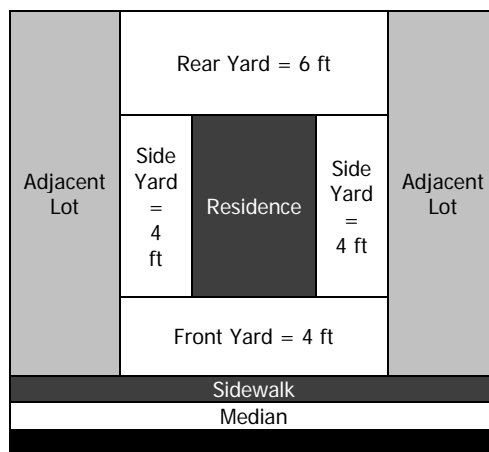 Rear Yard = 6 ft
Adjacent
Lot
Side
Yard
=
4
ft
Residence
Side
Yard
=
4 ft
Adjacent
Lot
Front Yard = 4 ft
Sidewalk
Median